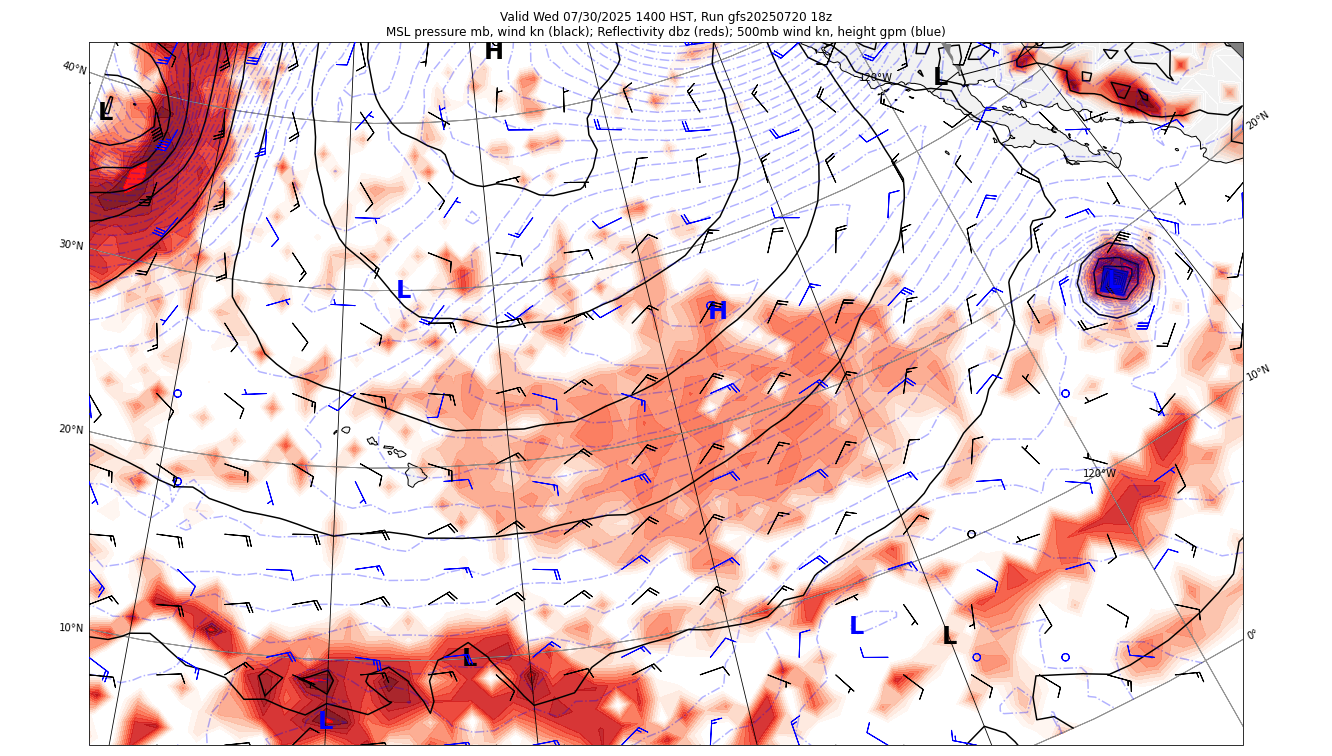 Valid Wed 07/30/2025 1400 HST, Run gfs20250720 18z
MSL pressure mb, wind kn (black); Reflectivity dbz (reds); 500mb wind kn, height gpm (blue)
H
40°N
120°W
L
L
20°N
30°N
L
H
10°N
20°N
120°W
10°N
L
L
0°
L
L